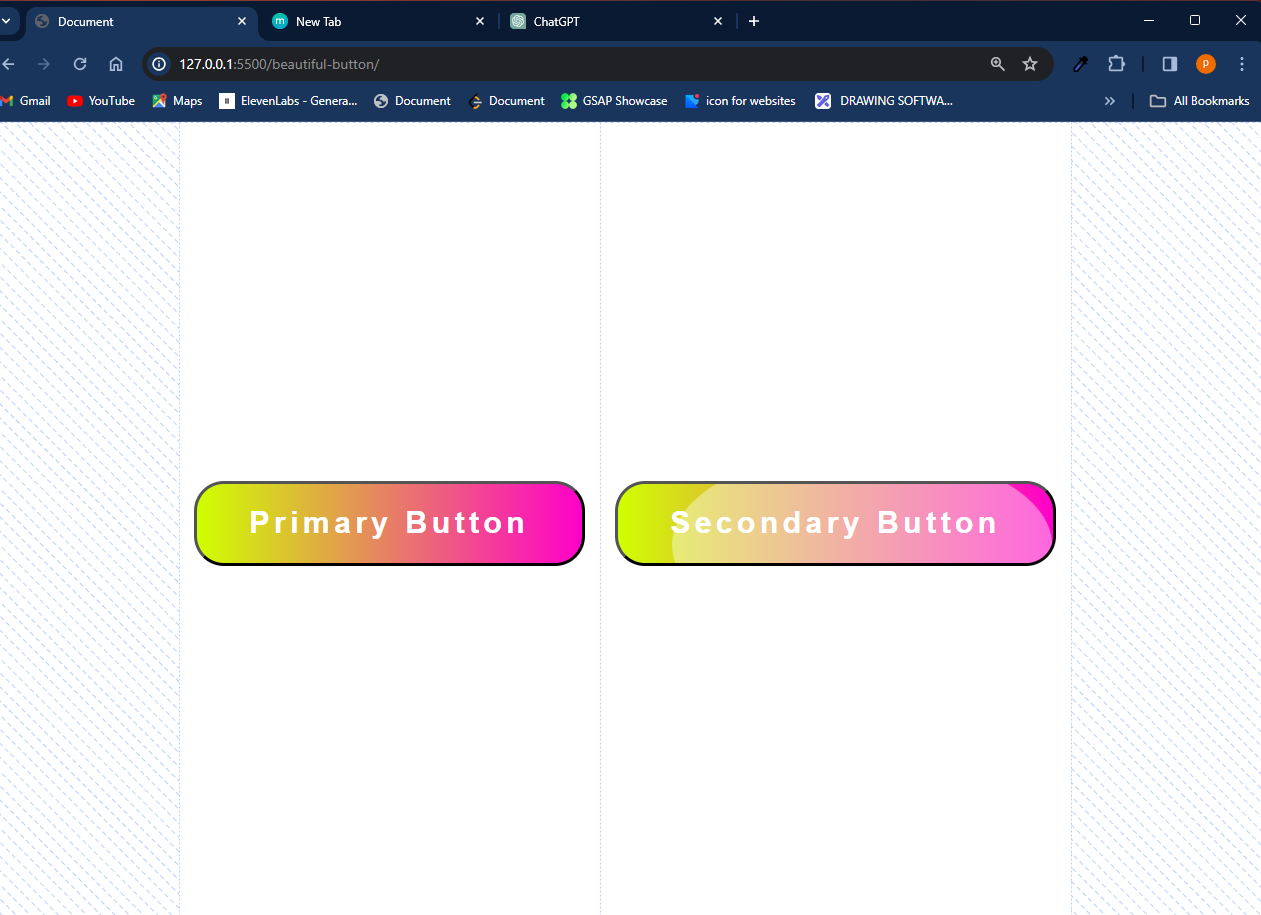 Document
New Tab
ChatGPT
127.0.0.1:5500/beautiful-button/
P
Gmail
YouTube
Maps
ElevenLabs - Genera...
Document
Document
GSAP Showcase
icon for websites
DRAWING SOFTWA...
All Bookmarks
Primary Button
Secondary Button